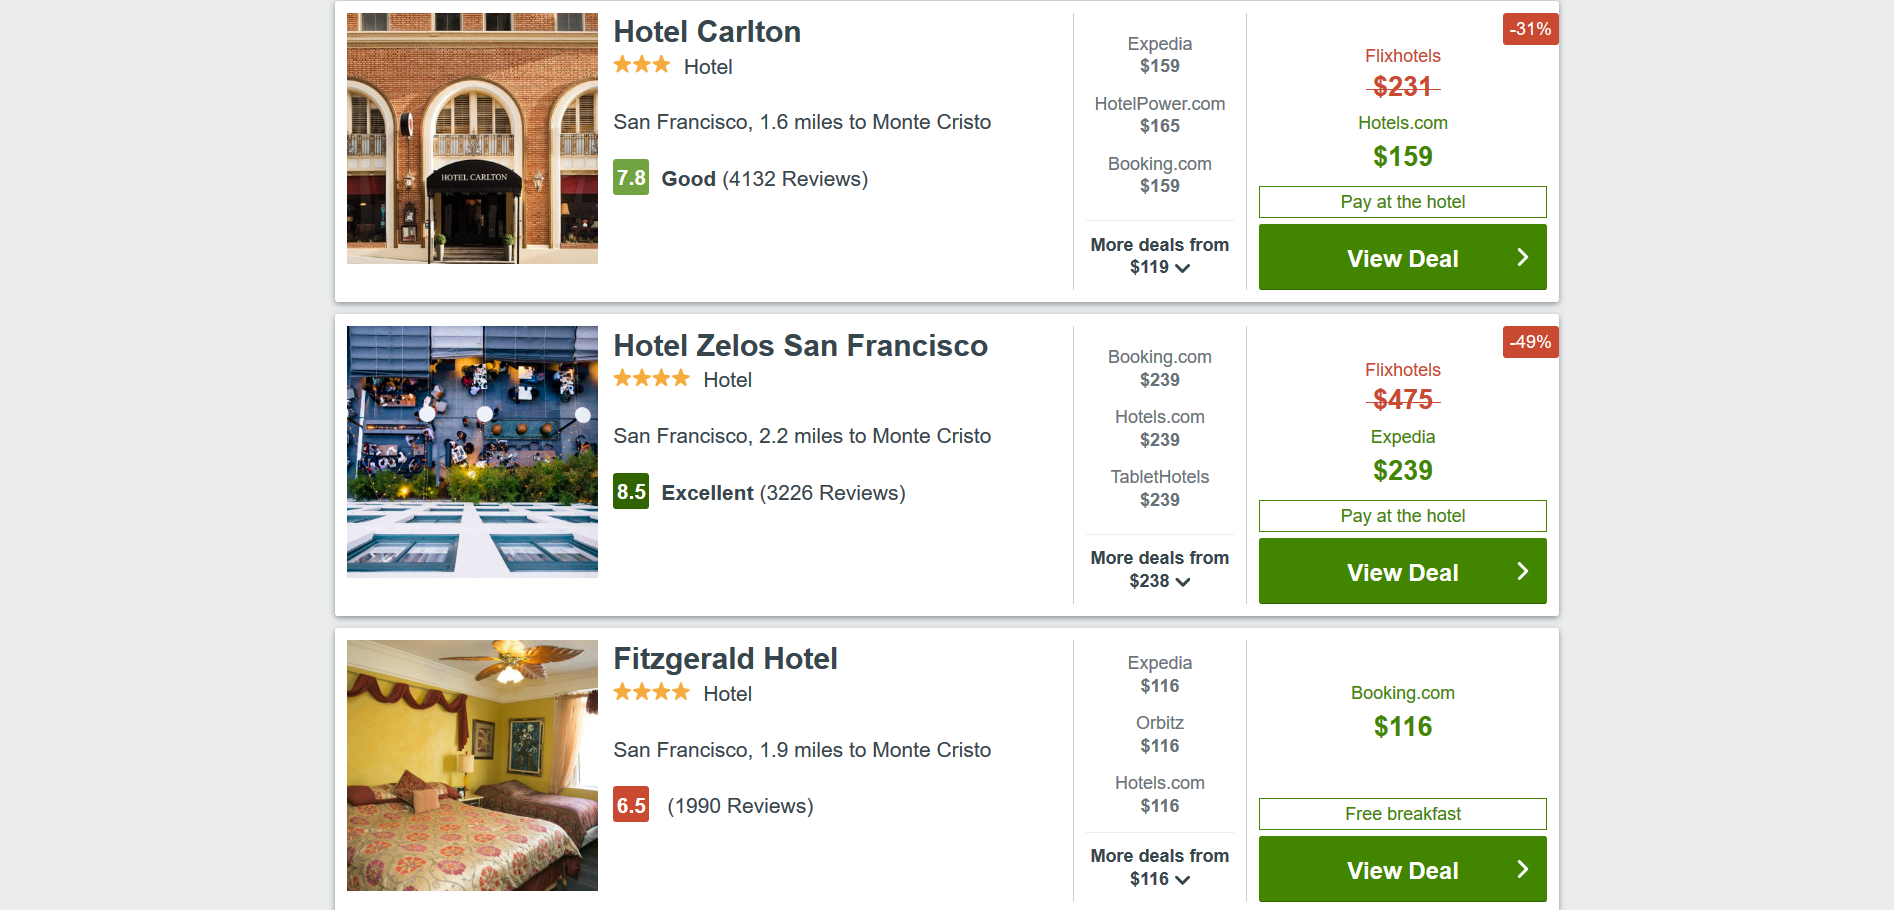 Hotel Carlton
Hotel
San Francisco, 1.6 miles to Monte Cristo
7.8 Good (4132 Reviews)
HOTEL CARLTON
Expedia
$159
HotelPower.com
$165
Booking.com
$159
More deals from
$119
-31%
Flixhotels
$231
Hotels.com
$159
Pay at the hotel
View Deal
Hotel Zelos San Francisco
Hotel
San Francisco, 2.2 miles to Monte Cristo
8.5 Excellent (3226 Reviews)
Booking.com
$239
Hotels.com
$239
TabletHotels
$239
More deals from
$238
-49%
Flixhotels
$475
Expedia
$239
Pay at the hotel
View Deal
Fitzgerald Hotel
Hotel
San Francisco, 1.9 miles to Monte Cristo
6.5 (1990 Reviews)
Expedia
$116
Orbitz
$116
Hotels.com
$116
More deals from
$116
Booking.com
$116
Free breakfast
View Deal